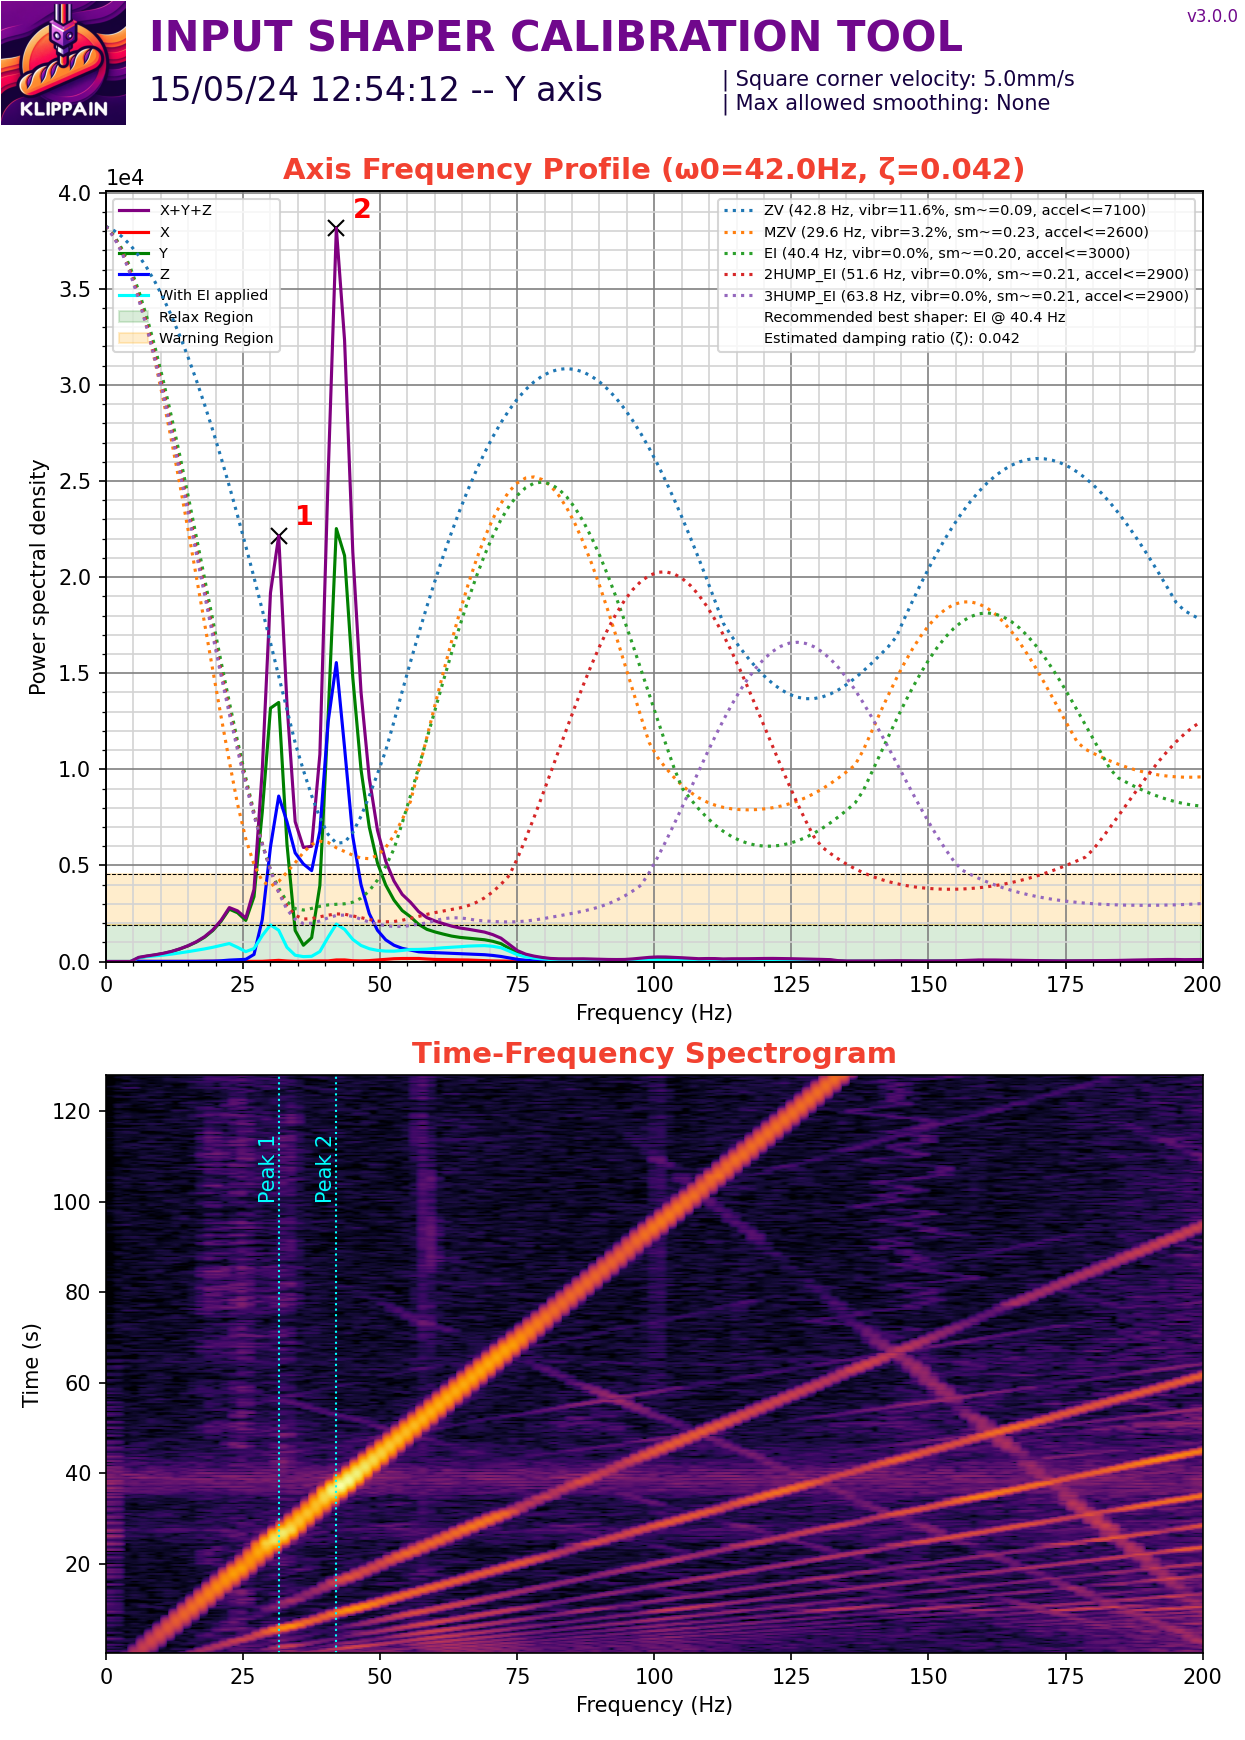 v3.0.0
INPUT SHAPER CALIBRATION TOOL
15/05/24 12:54:12 -- Y axis
| Square corner velocity: 5.0mm/s
| Max allowed smoothing: None
KLIPPAIN
Axis Frequency Profile (ω0=42.0Hz, ζ=0.042)
1e4
4.0
3.5
3.0
2.5
2.0
1.5
1.0
0.5
0.0
Power spectral density
X+Y+Z
X
Y
Z
With EI applied
Relax Region
Warning Region
2
1
ZV (42.8 Hz, vibr=11.6%, sm~=0.09, accel<=7100)
MZV (29.6 Hz, vibr=3.2%, sm~=0.23, accel<=2600)
EI (40.4 Hz, vibr=0.0%, sm~=0.20, accel<=3000)
2HUMP_EI (51.6 Hz, vibr=0.0%, sm~=0.21, accel<=2900)
3HUMP_EI (63.8 Hz, vibr=0.0%, sm~=0.21, accel<=2900)
Recommended best shaper: EI @ 40.4 Hz
Estimated damping ratio (ζ): 0.042
0 25 50 75 100 125 150 175 200
Frequency (Hz)
Time-Frequency Spectrogram
120
100
80
60
40
20
Time (s)
Peak 1
Peak 2
0 25 50 75 100 125 150 175 200
Frequency (Hz)